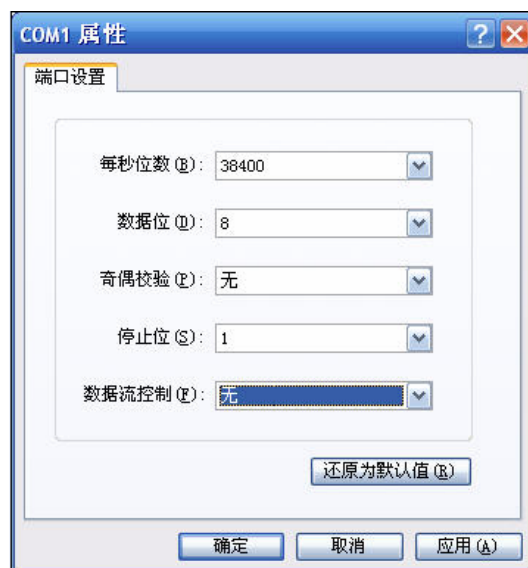 COM1 属性
端口设置
每秒位数(B): 38400
数据位(D): 8
奇偶校验(P): 无
停止位(S): 1
数据流控制(F): 无
还原为默认值(R)
确定 取消 应用(A)